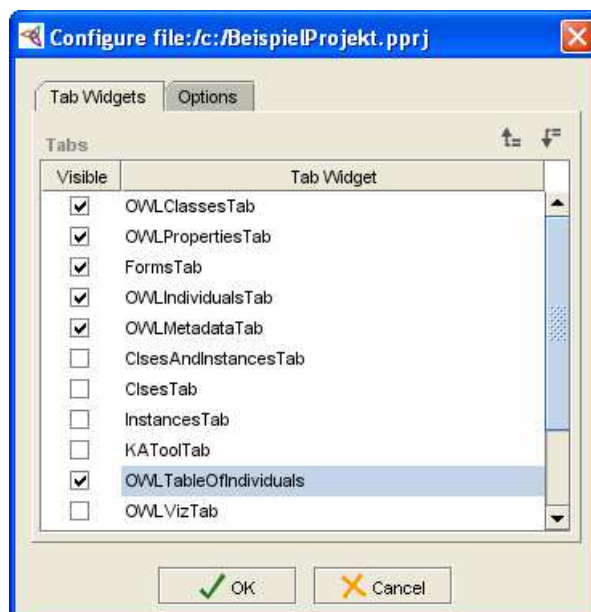 Configure file:/c:/BeispielProjekt.pprj
Tab Widgets Options
Tabs
Visible Tab Widget
OWLClassesTab
OWLPropertiesTab
FormsTab
OWLIndividualsTab
OWLMetadataTab
ClsesAndInstancesTab
ClsesTab
InstancesTab
KAToolTab
OWLTableOfIndividuals
OWLVizTab
OK Cancel